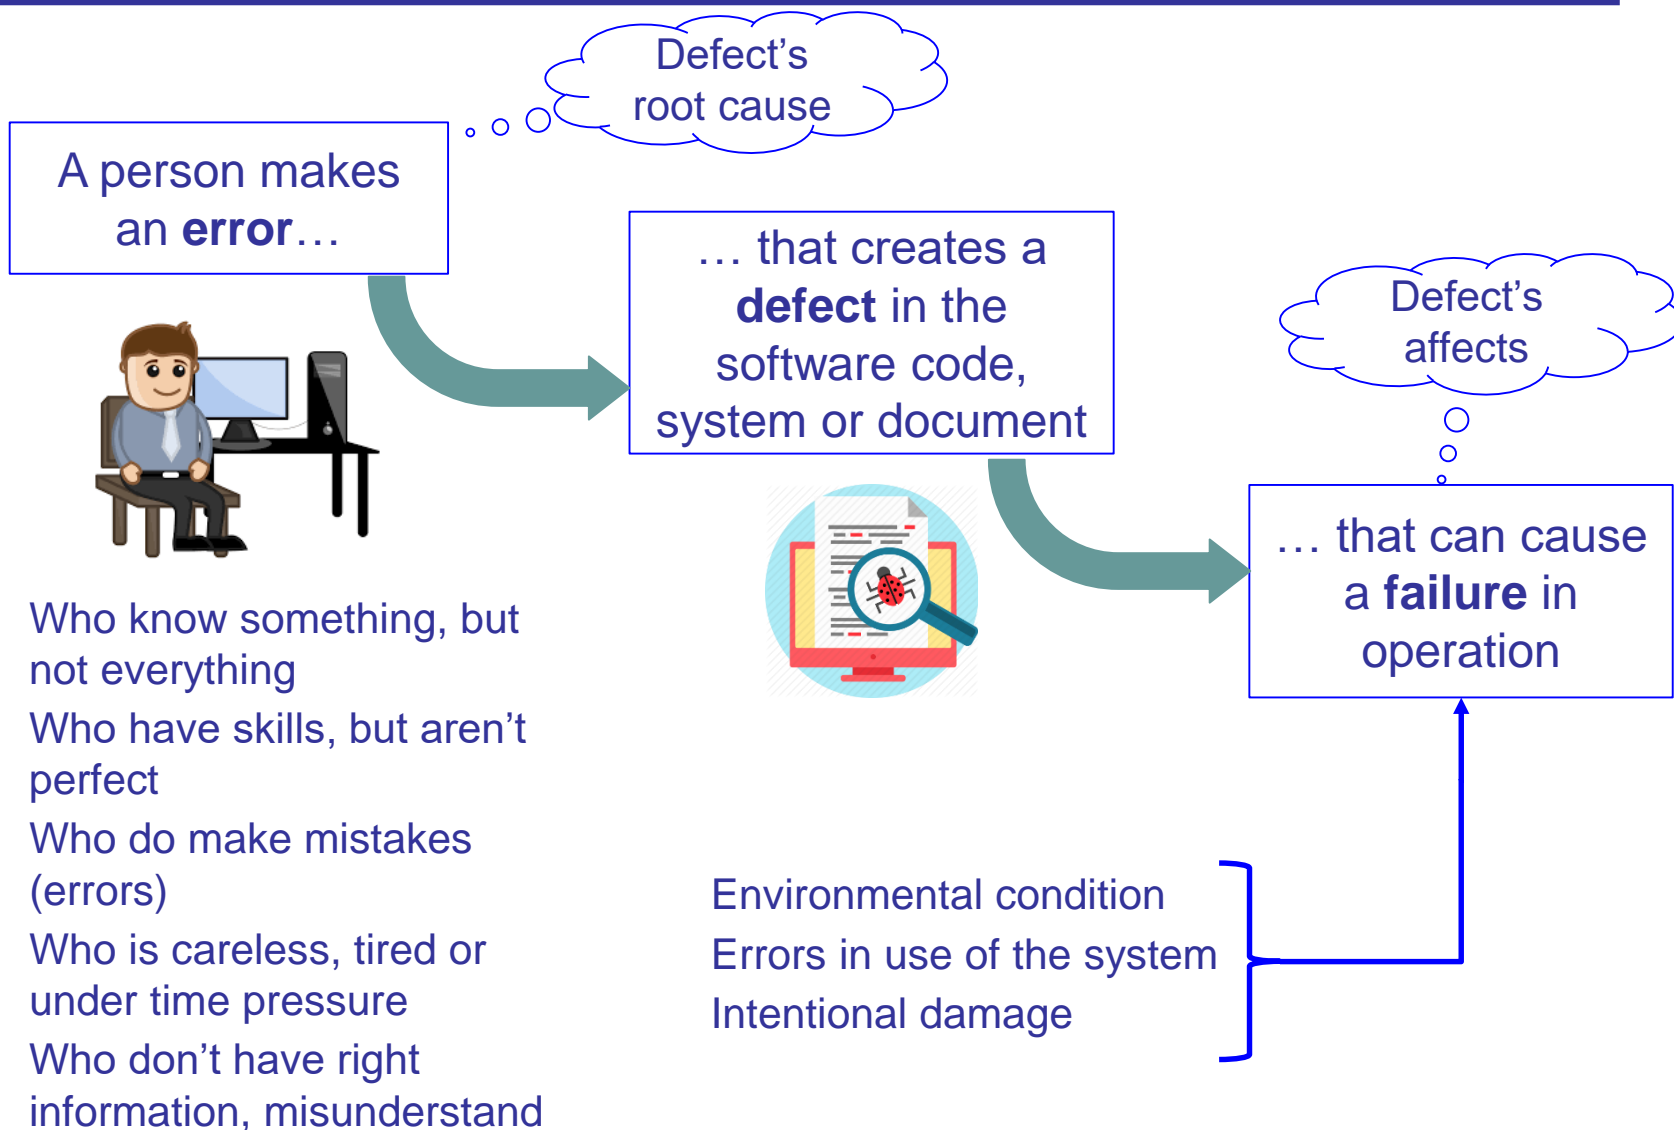 Defect's
root cause
A person makes
an error…
… that creates a
defect in the
software code,
system or document
Defect's
affects
… that can cause
a failure in
operation
Who know something, but
not everything
Who have skills, but aren't
perfect
Who do make mistakes
(errors)
Who is careless, tired or
under time pressure
Who don't have right
information, misunderstand
Environmental condition
Errors in use of the system
Intentional damage